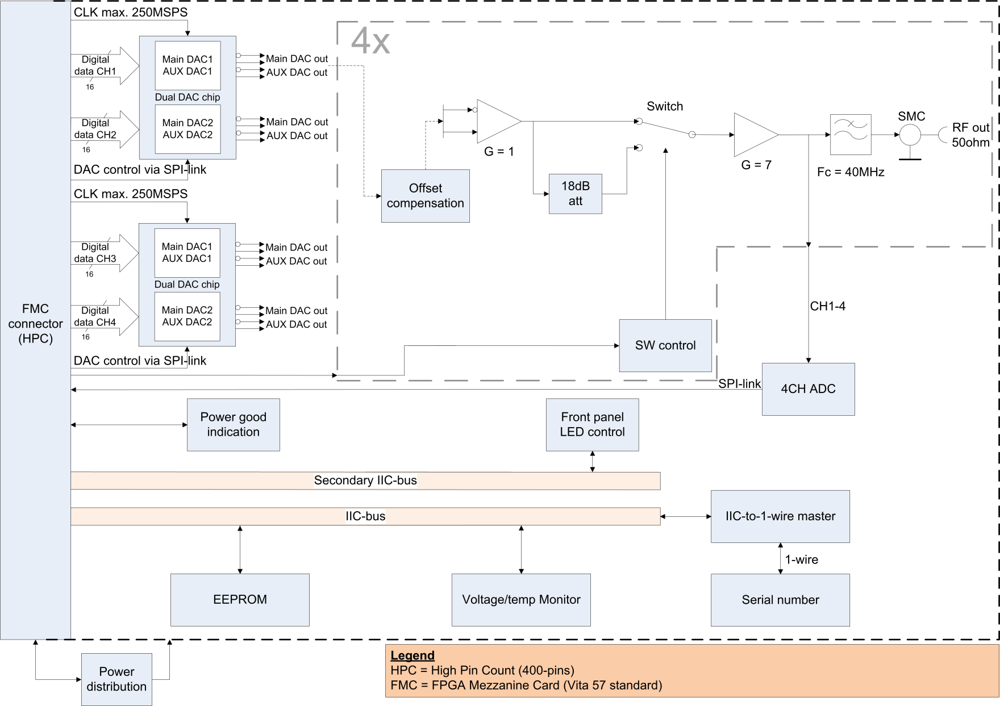 CLK max. 250MSPS
4x
Digital
data CH1
16
Main DAC1
AUX DAC1
Main DAC out
AUX DAC out
Dual DAC chip
Digital
data CH2
16
Main DAC2
AUX DAC2
Main DAC out
AUX DAC out
DAC control via SPI-link
CLK max. 250MSPS
Digital
data CH3
16
Main DAC1
AUX DAC1
Main DAC out
AUX DAC out
Dual DAC chip
Digital
data CH4
16
Main DAC2
AUX DAC2
Main DAC out
AUX DAC out
DAC control via SPI-link
FMC
connector
(HPC)
Offset
compensation
G = 1
18dB
att
Switch
G = 7
Fc = 40MHz
SMC
RF out
50ohm
CH1-4
SW control
SPI-link
4CH ADC
Power good
indication
Front panel
LED control
Secondary IIC-bus
IIC-bus
IIC-to-1-wire master
1-wire
EEPROM
Voltage/temp Monitor
Serial number
Power
distribution
Legend
HPC = High Pin Count (400-pins)
FMC = FPGA Mezzanine Card (Vita 57 standard)